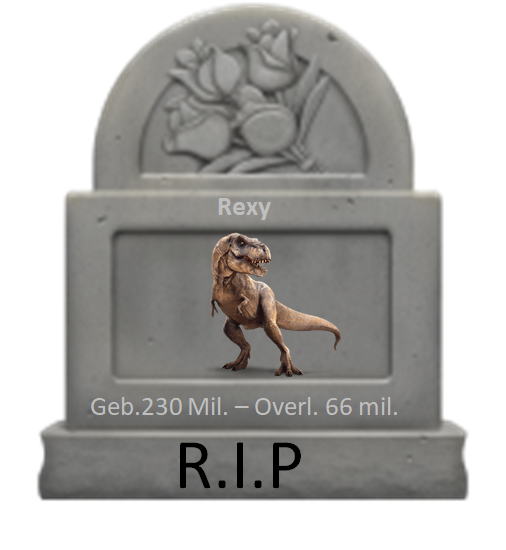 Rexy
Geb.230 Mil. – Overl. 66 mil.
R.I.P